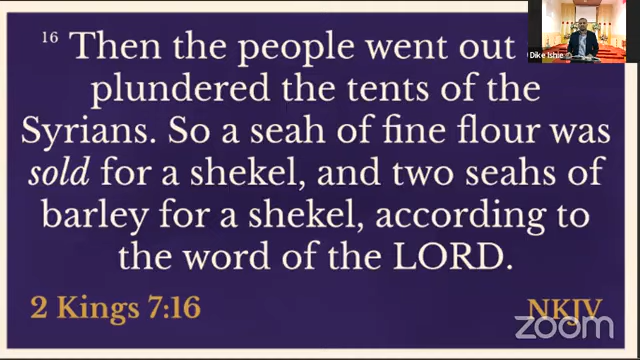 16 Then the people went out
plundered the tents of the
Syrians. So a seah of fine flour was
sold for a shekel, and two seahs of
barley for a shekel, according to
the word of the LORD.
2 Kings 7:16
NKJV
zoom
Dike Ishie